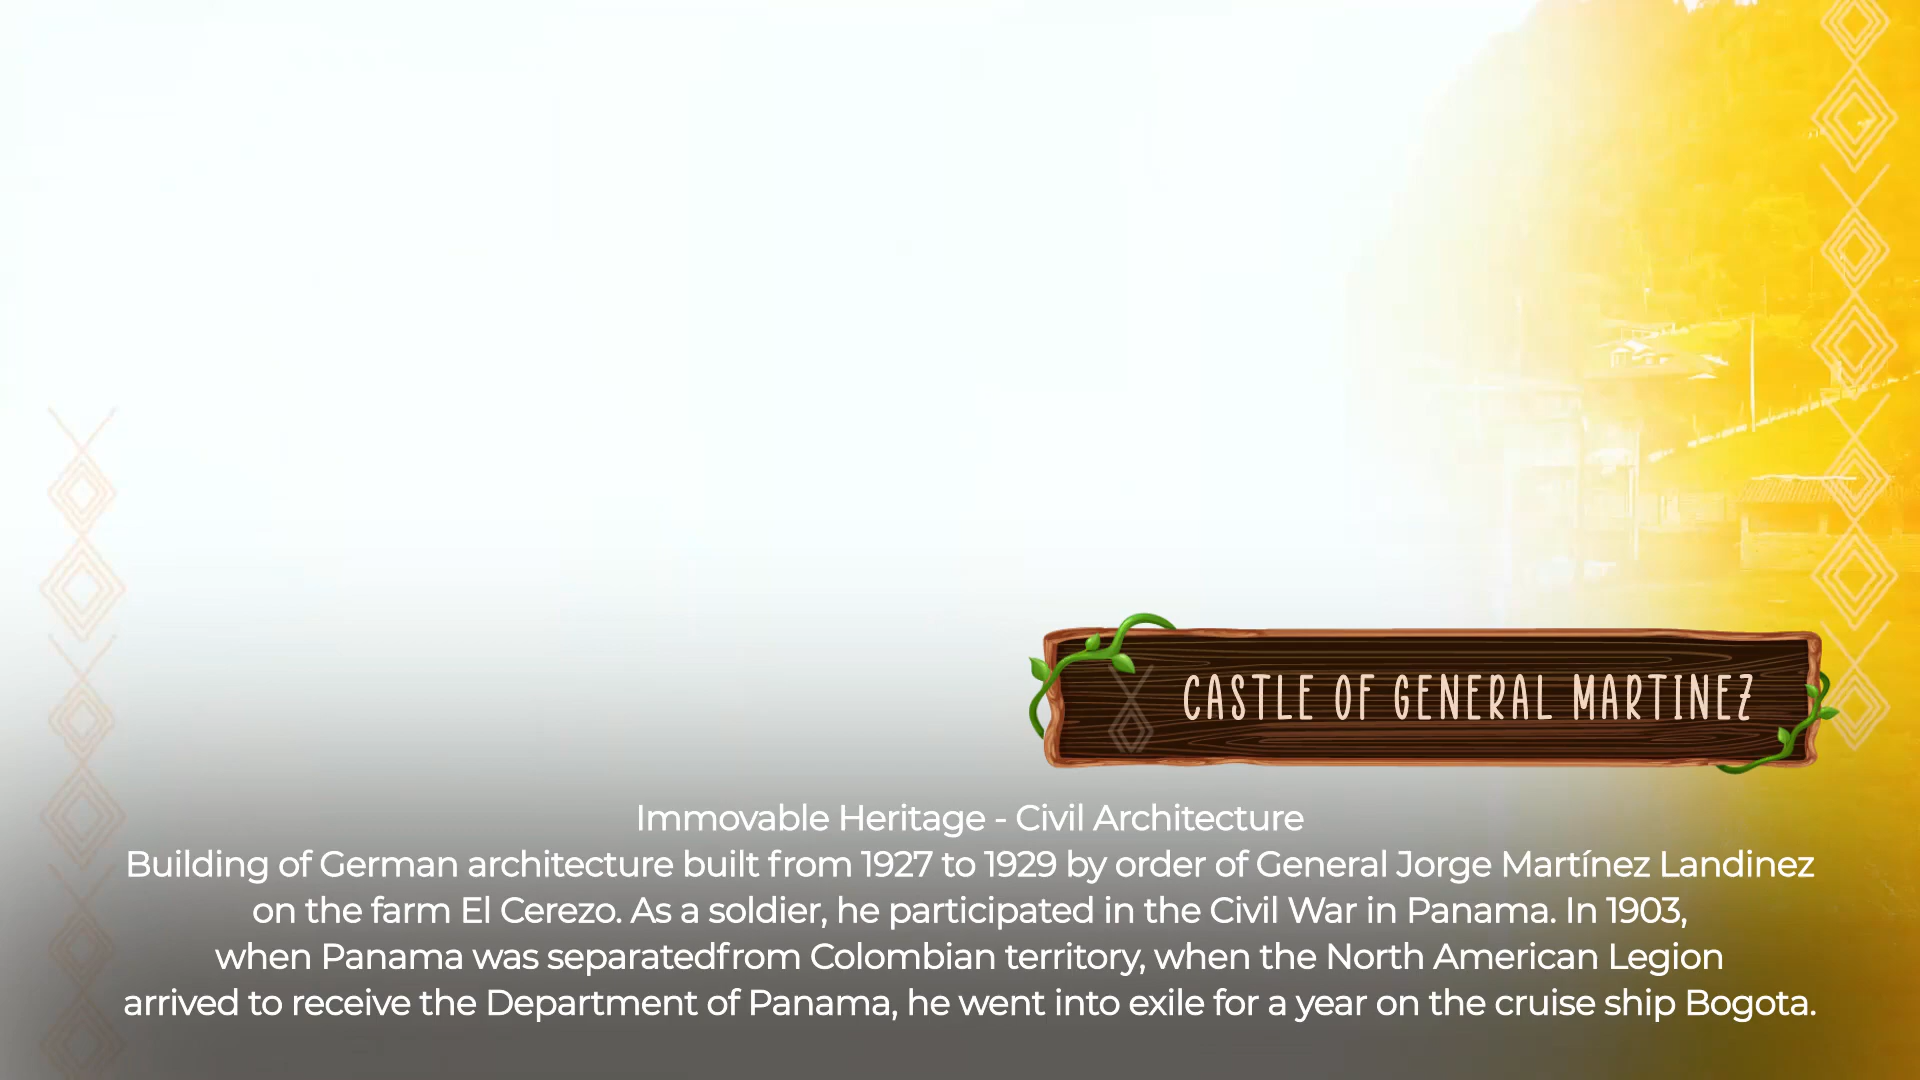 CASTLE OF GENERAL MARTINEZ
Immovable Heritage - Civil Architecture
Building of German architecture built from 1927 to 1929 by order of General Jorge Martínez Landinez
on the farm El Cerezo. As a soldier, he participated in the Civil War in Panama. In 1903,
when Panama was separatedfrom Colombian territory, when the North American Legion
arrived to receive the Department of Panama, he went into exile for a year on the cruise ship Bogota.